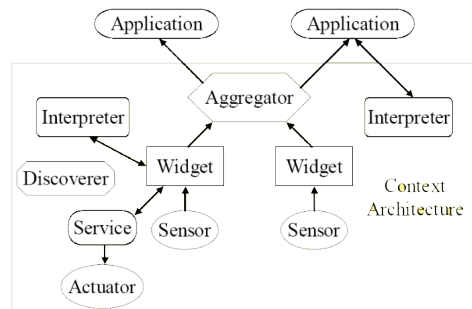 Application
Application
Aggregator
Interpreter
Interpreter
Widget
Widget
Discoverer
Context
Architecture
Service
Sensor
Sensor
Actuator